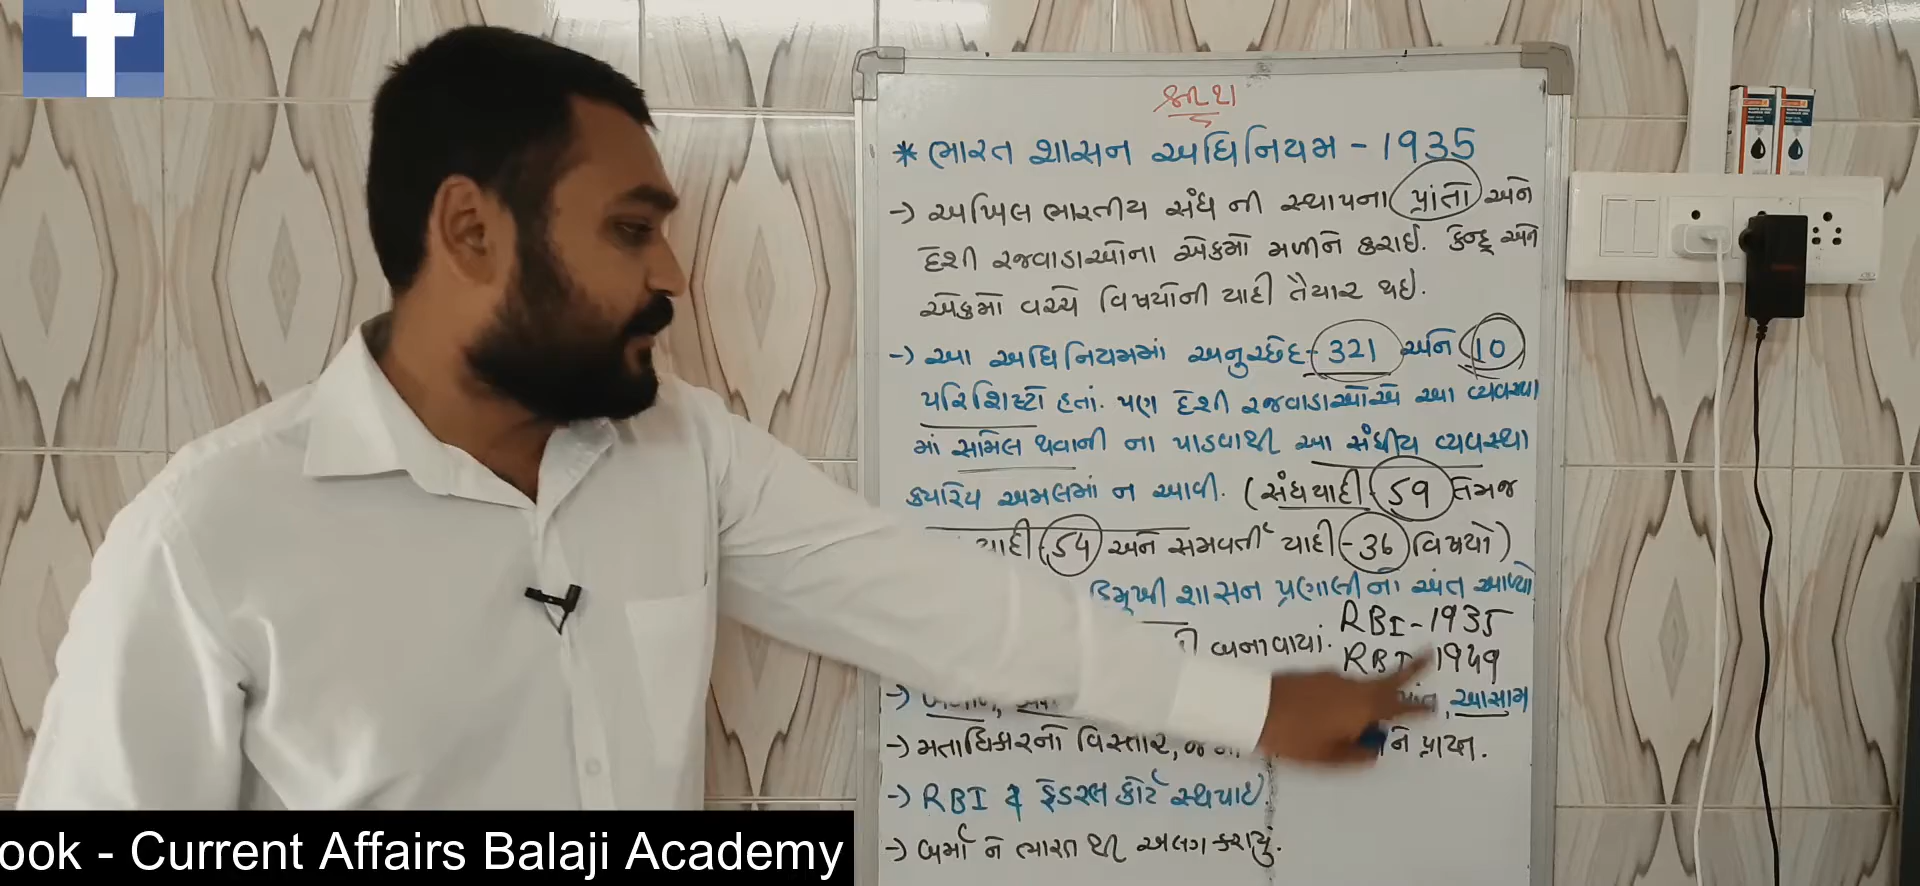 * ભારત શાસન અધિનિયમ - 1935
-> અખિલ ભારતીય સંઘ ની સ્થાપના પ્રાંતો અને
દેશી રજવાડાઓના એકમો મળીને કરાઈ. કેન્દ્ર અને
એકમો વચ્ચે વિષયોની યાદી તૈયાર થઇ.
-> આ અધિનિયમમાં અનુચ્છેદ - 321 અને 10
પરિશિષ્ટો હતાં. પણ દેશી રજવાડાઓએ આ વ્યવસ્થા
માં સામિલ થવાની ના પાડવાથી આ સંઘીય વ્યવસ્થા
ક્યારેય અમલમાં ન આવી. (સંઘયાદી - 59 તેમજ
યાદી - 54 અને સમવર્તી યાદી - 36 વિષયો)
શાસન પ્રણાલીનો અંત આવ્યો
RBI - 1935
બનાવાયાં.
RBI - 1949
, આસામ
-> મતાધિકારનો વિસ્તાર, ને પ્રાપ્ત.
-> RBI ફેડરલ કોર્ટ સ્થપાઈ.
-> બર્મા ને ભારત થી અલગ કરાયું.
ook - Current Affairs Balaji Academy